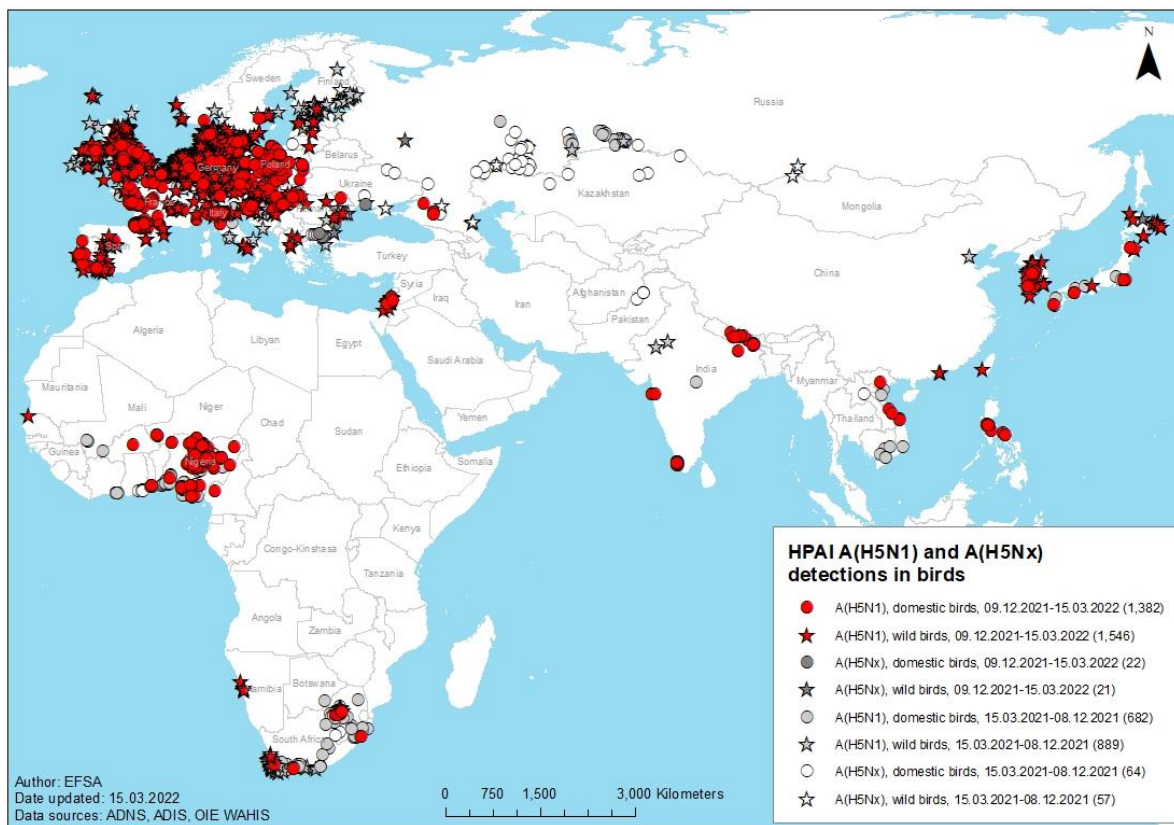 N
Sweden
Finland
Russia
Belarus
Germany
Poland
Ukraine
Kazakhstan
Mongolia
Italy
Spain
Turkey
China
Syria
Afghanistan
Iraq
Iran
Algeria
Libyan
Egypt
Pakistan
Saudi Arabia
India
Myanmar
Mauritania
Mali
Niger
Chad
Sudan
Yemen
Thailand
Guinea
Nigeria
Ethiopia
Somalia
Kenya
Congo-Kinshasa
Tanzania
Angola
Zambia
Namibia
Botswana
South Africa
HPAI A(H5N1) and A(H5Nx)
detections in birds
A(H5N1), domestic birds, 09.12.2021-15.03.2022 (1,382)
A(H5N1), wild birds, 09.12.2021-15.03.2022 (1,546)
A(H5Nx), domestic birds, 09.12.2021-15.03.2022 (22)
A(H5Nx), wild birds, 09.12.2021-15.03.2022 (21)
A(H5N1), domestic birds, 15.03.2021-08.12.2021 (682)
A(H5N1), wild birds, 15.03.2021-08.12.2021 (889)
A(H5Nx), domestic birds, 15.03.2021-08.12.2021 (64)
A(H5Nx), wild birds, 15.03.2021-08.12.2021 (57)
Author: EFSA
Date updated: 15.03.2022
Data sources: ADNS, ADIS, OIE WAHIS
0 750 1,500 3,000 Kilometers